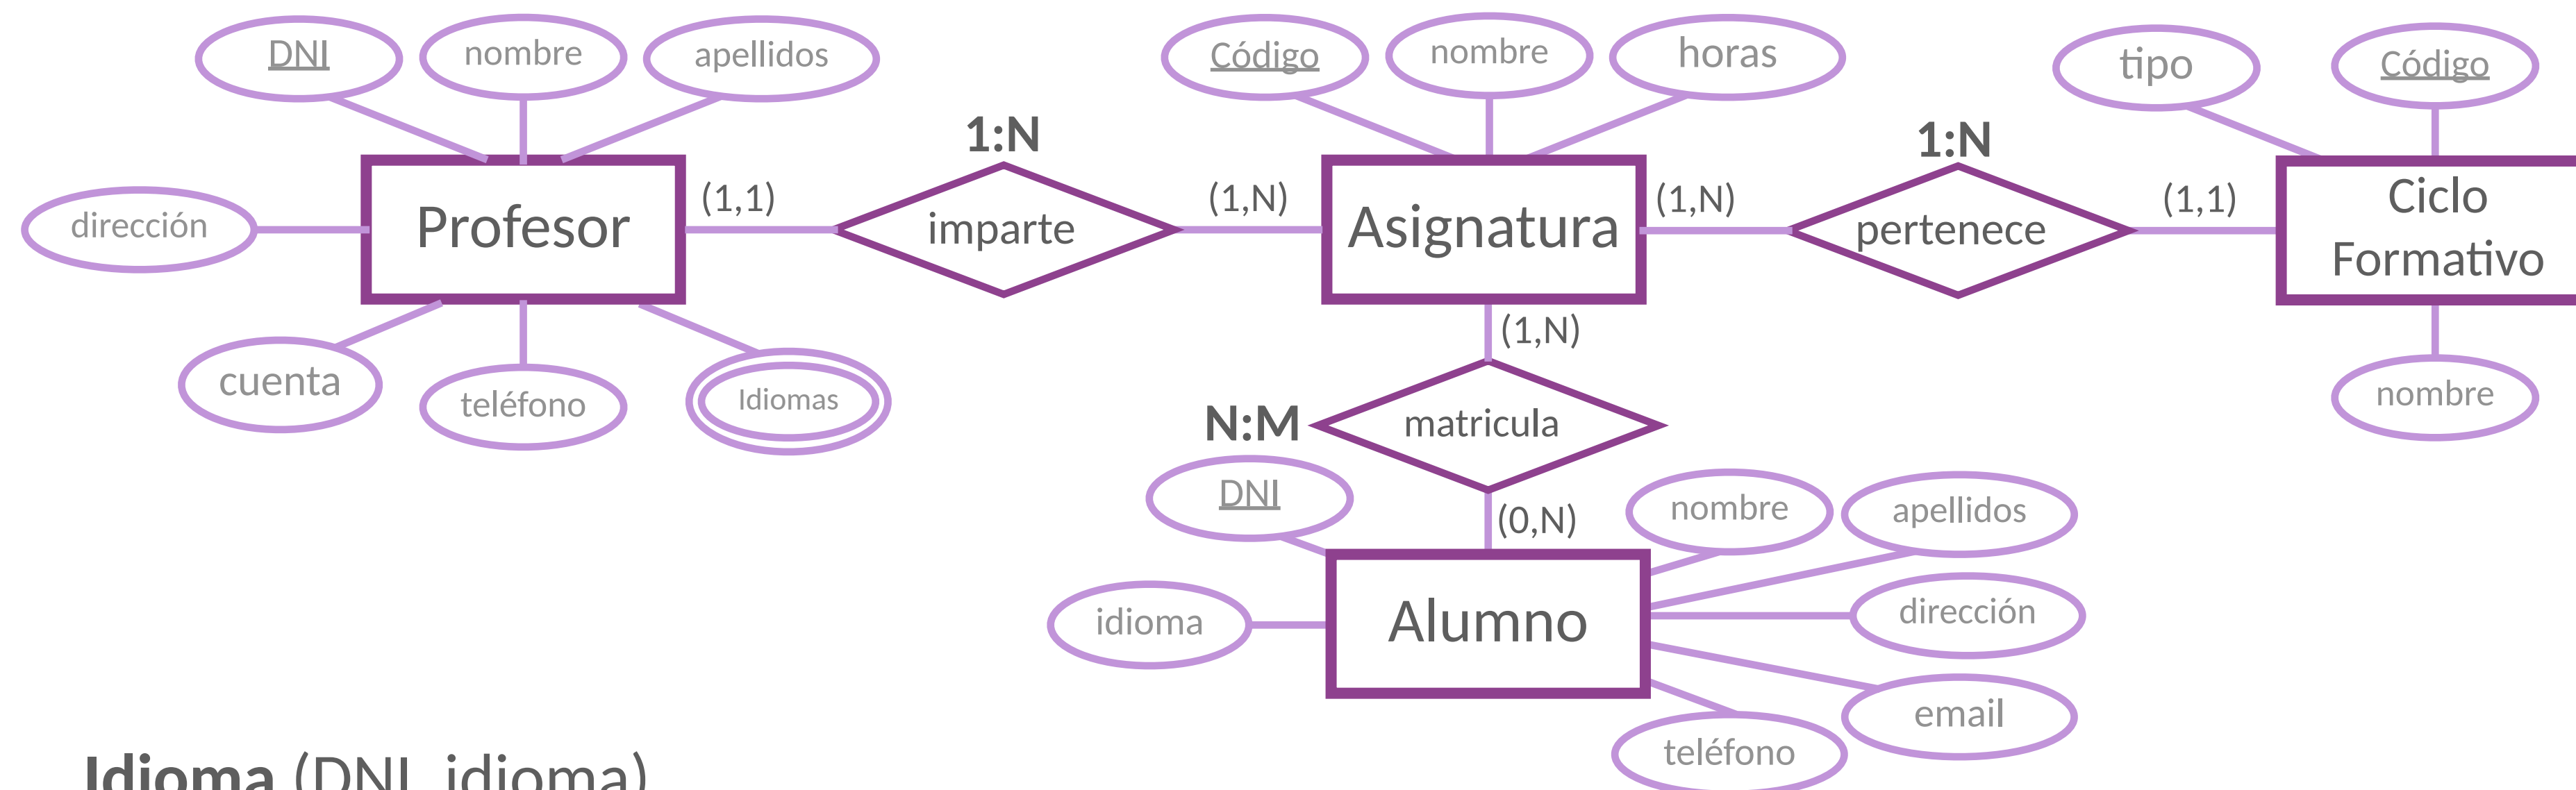 DNI
nombre
apellidos
Código
nombre
horas
tipo
Código
1:N
1:N
dirección
Profesor
(1,1)
imparte
(1,N)
Asignatura
(1,N)
pertenece
(1,1)
Ciclo
Formativo
cuenta
teléfono
Idiomas
(1,N)
N:M
matricula
nombre
DNI
(0,N)
nombre
apellidos
idioma
Alumno
dirección
email
teléfono
Idioma (DNI, idioma)